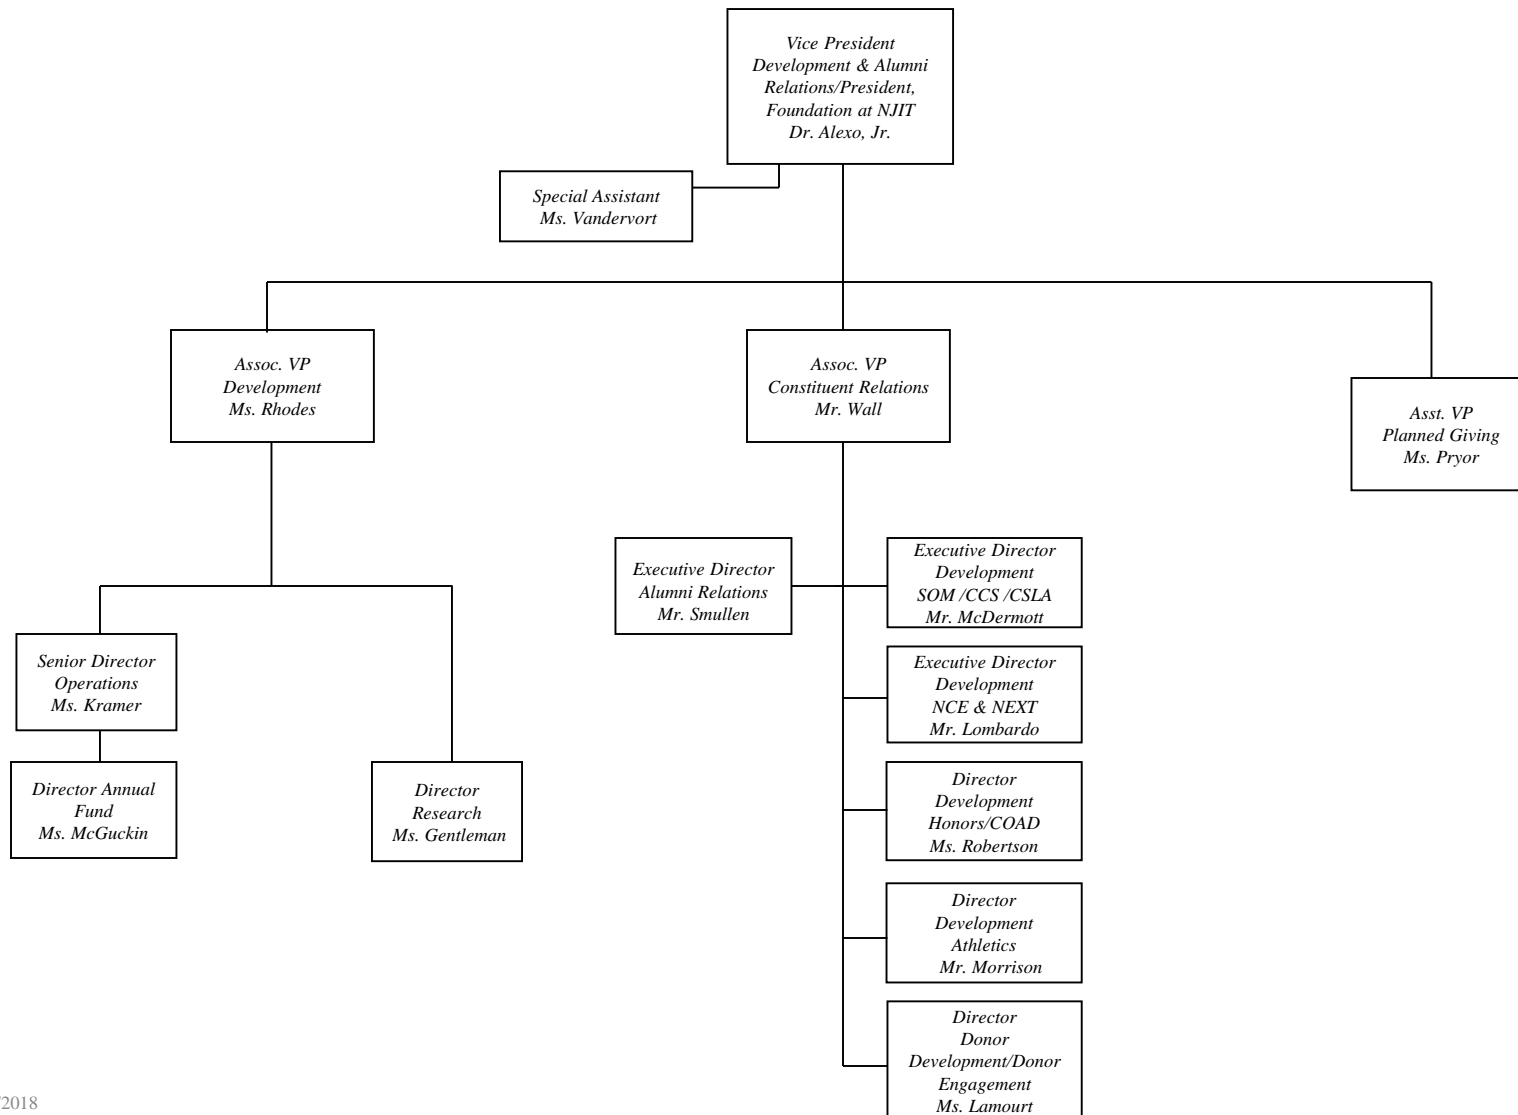 Vice President
Development & Alumni
Relations/President,
Foundation at NJIT
Dr. Alexo, Jr.
Special Assistant
Ms. Vandervort
Assoc. VP
Development
Ms. Rhodes
Assoc. VP
Constituent Relations
Mr. Wall
Asst. VP
Planned Giving
Ms. Pryor
Executive Director
Alumni Relations
Mr. Smullen
Executive Director
Development
SOM /CCS /CSLA
Mr. McDermott
Senior Director
Operations
Ms. Kramer
Executive Director
Development
NCE & NEXT
Mr. Lombardo
Director Annual
Fund
Ms. McGuckin
Director
Research
Ms. Gentleman
Director
Development
Honors/COAD
Ms. Robertson
Director
Development
Athletics
Mr. Morrison
Director
Donor
Development/Donor
Engagement
Ms. Lamourt
2018